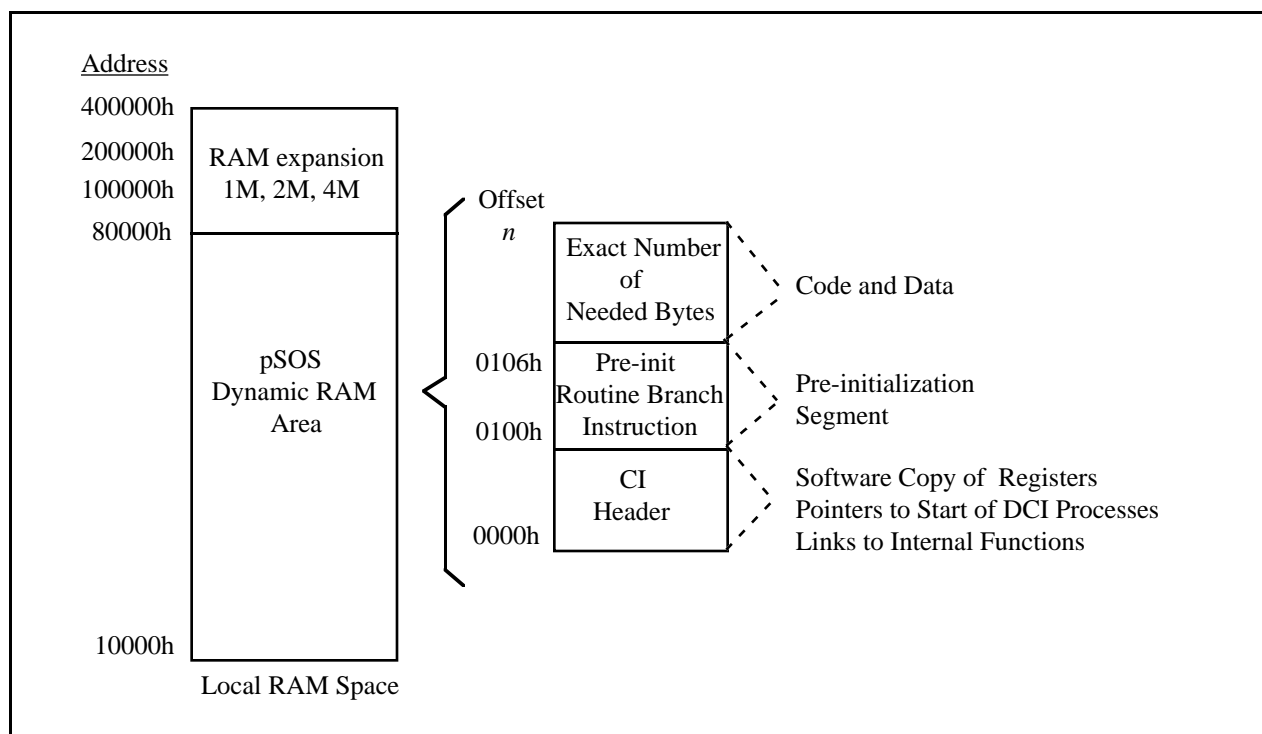 Address
400000h
200000h
100000h
80000h
10000h
RAM expansion
1M, 2M, 4M
pSOS
Dynamic RAM
Area
Local RAM Space
Offset
n
0106h
0100h
0000h
Exact Number
of
Needed Bytes
Pre-init
Routine Branch
Instruction
CI
Header
Code and Data
Pre-initialization
Segment
Software Copy of Registers
Pointers to Start of DCI Processes
Links to Internal Functions